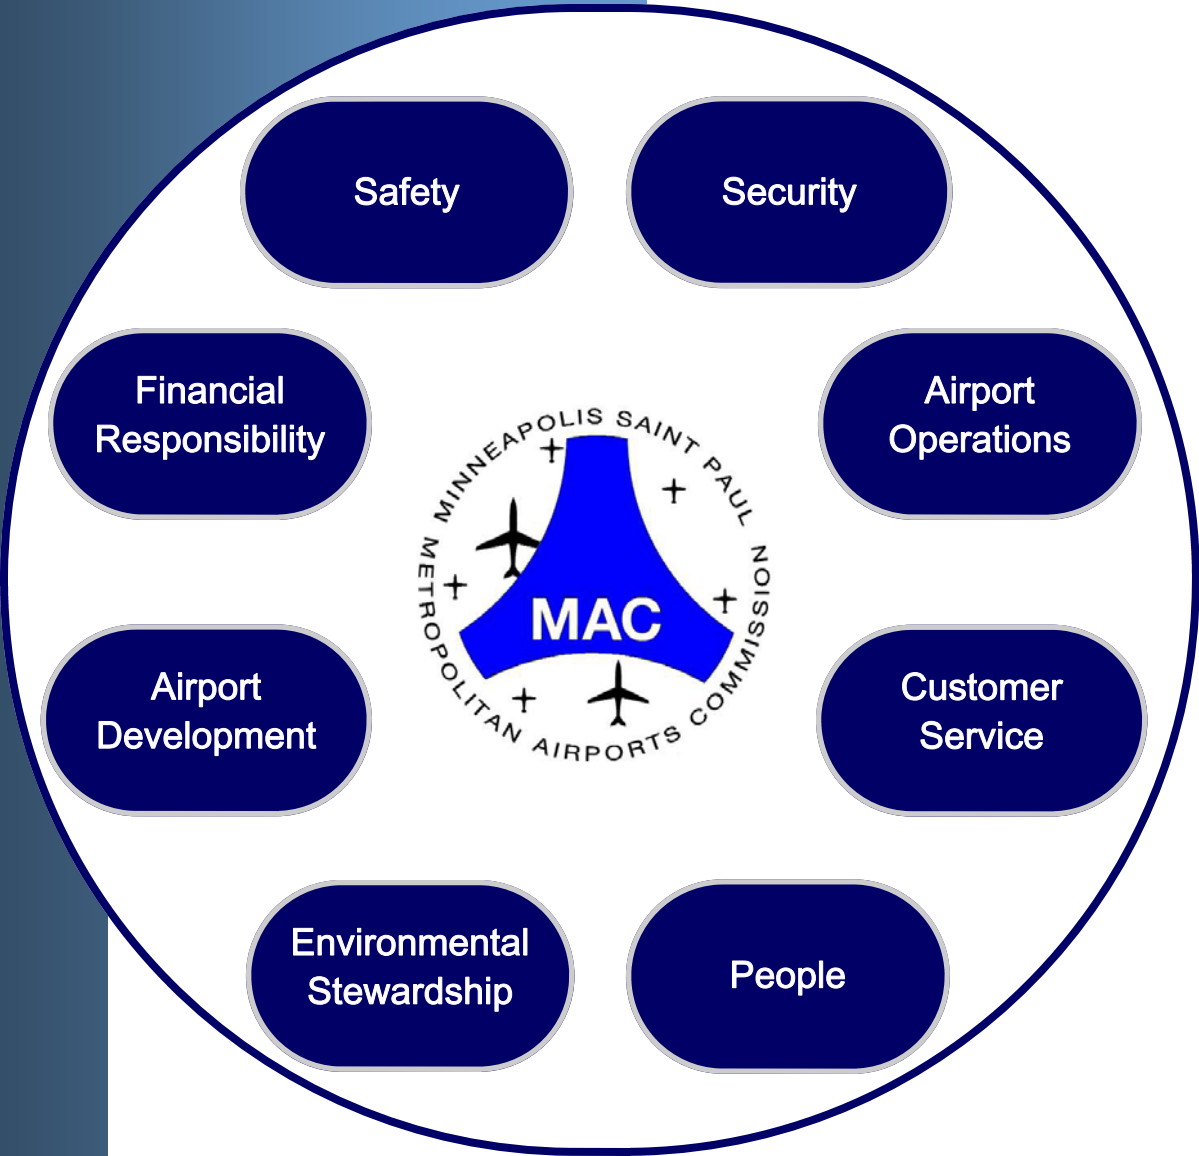 Safety
Security
Financial
Responsibility
Airport
Operations
MINNEAPOLIS SAINT PAUL
METROPOLITAN AIRPORTS COMMISSION
MAC
Airport
Development
Customer
Service
Environmental
Stewardship
People